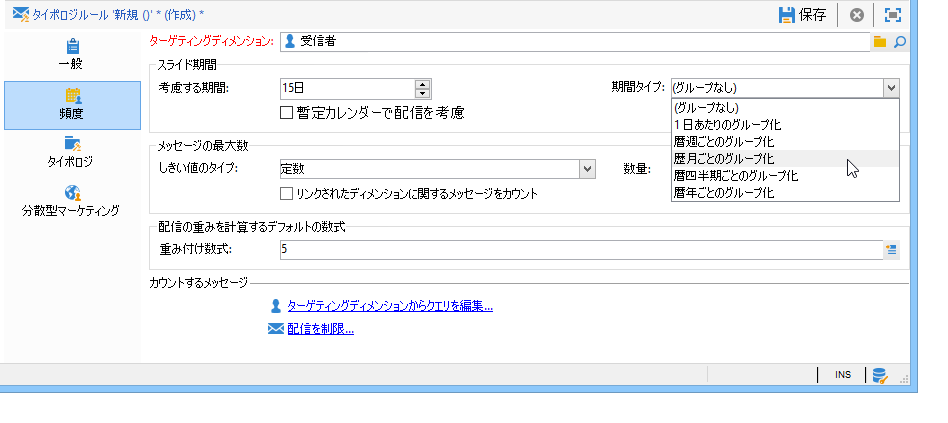 タイポロジルール '新規 ()' * (作成) *
保存
一般
頻度
タイポロジ
分散型マーケティング
ターゲティングディメンション:
受信者
スライド期間
考慮する期間:
15日
期間タイプ:
(グループなし)
暫定カレンダーで配信を考慮
(グループなし)
1 日あたりのグループ化
暦週ごとのグループ化
歴月ごとのグループ化
暦四半期ごとのグループ化
暦年ごとのグループ化
メッセージの最大数
しきい値のタイプ:
定数
数量:
リンクされたディメンションに関するメッセージをカウント
配信の重みを計算するデフォルトの数式
重み付け数式:
5
カウントするメッセージ
ターゲティングディメンションからクエリを編集...
配信を制限...
INS